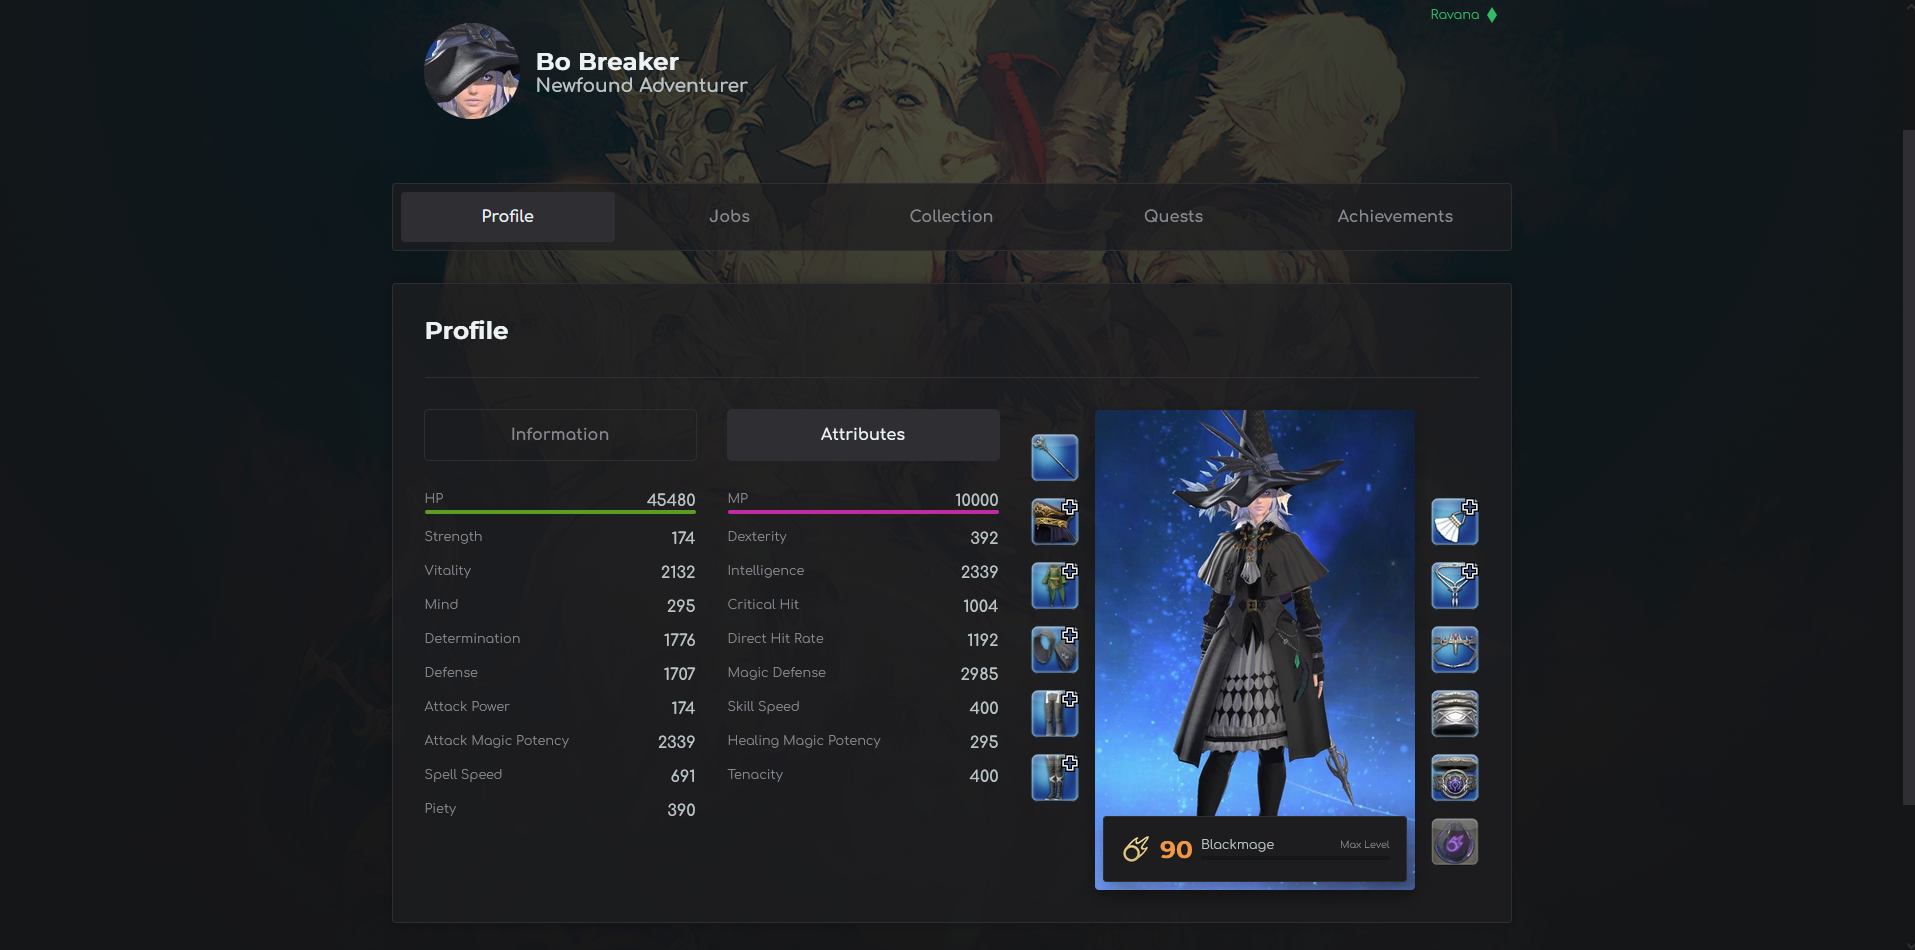 Ravana
Bo Breaker
Newfound Adventurer
Profile
Jobs
Collection
Quests
Achievements
Profile
Information
Attributes
HP 45480
MP 10000
Strength 174
Dexterity 392
Vitality 2132
Intelligence 2339
Mind 295
Critical Hit 1004
Determination 1776
Direct Hit Rate 1192
Defense 1707
Magic Defense 2985
Attack Power 174
Skill Speed 400
Attack Magic Potency 2339
Healing Magic Potency 295
Spell Speed 691
Tenacity 400
Piety 390
90 Blackmage Max Level